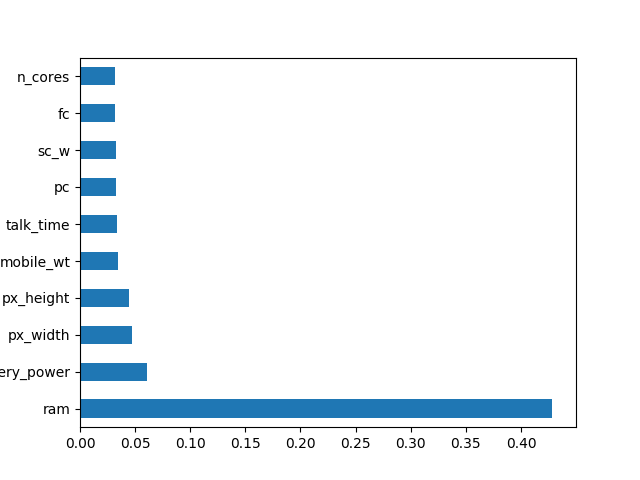 n_cores
fc
sc_w
pc
talk_time
mobile_wt
px_height
px_width
ery_power
ram
0.00 0.05 0.10 0.15 0.20 0.25 0.30 0.35 0.40